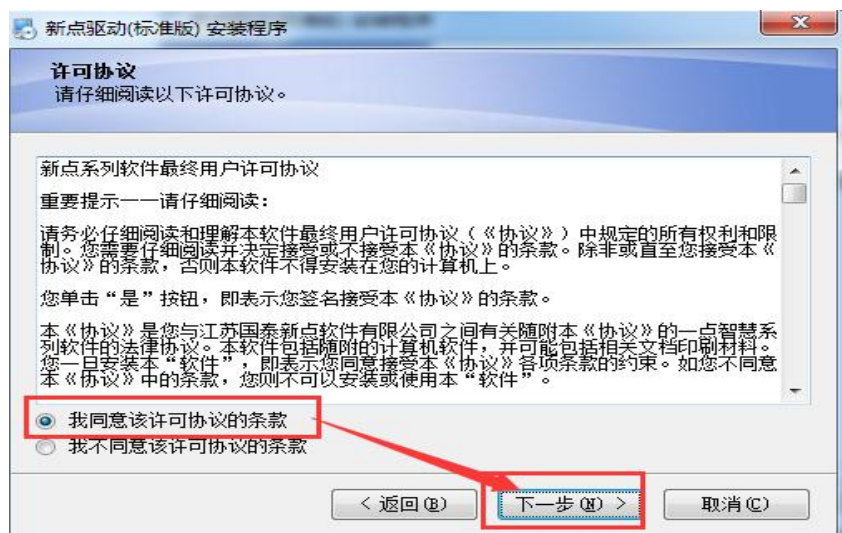 新点驱动(标准版) 安装程序
许可协议
请仔细阅读以下许可协议。
新点系列软件最终用户许可协议
重要提示——请仔细阅读：
请务必仔细阅读和理解本软件最终用户许可协议（《协议》）中规定的所有权利和限
制。您需要仔细阅读并决定接受或不接受本《协议》的条款。除非或直至您接受本《
协议》的条款，否则本软件不得安装在您的计算机上。
您单击“是”按钮，即表示您签名接受本《协议》的条款。
本《协议》是您与江苏国泰新点软件有限公司之间有关随附本《协议》的一点智慧系
列软件的法律协议。本软件包括随附的计算机软件，并可能包括相关文档印刷材料。
您一旦安装本“软件”，即表示您同意接受本《协议》各项条款的约束。如您不同意
本《协议》中的条款，您则不可以安装或使用本“软件”。
我同意该许可协议的条款
我不同意该许可协议的条款
< 返回(B)
下一步(N) >
取消(C)